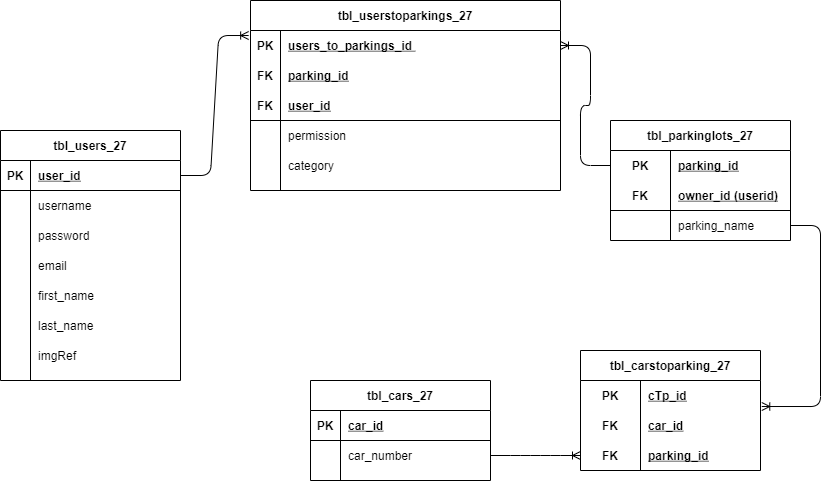 tbl_userstoparkings_27
PK users_to_parkings_id
FK parking_id
FK user_id
permission
category
tbl_users_27
PK user_id
username
password
email
first_name
last_name
imgRef
tbl_parkinglots_27
PK parking_id
FK owner_id (userid)
parking_name
tbl_carstoparking_27
PK cTp_id
FK car_id
FK parking_id
tbl_cars_27
PK car_id
car_number